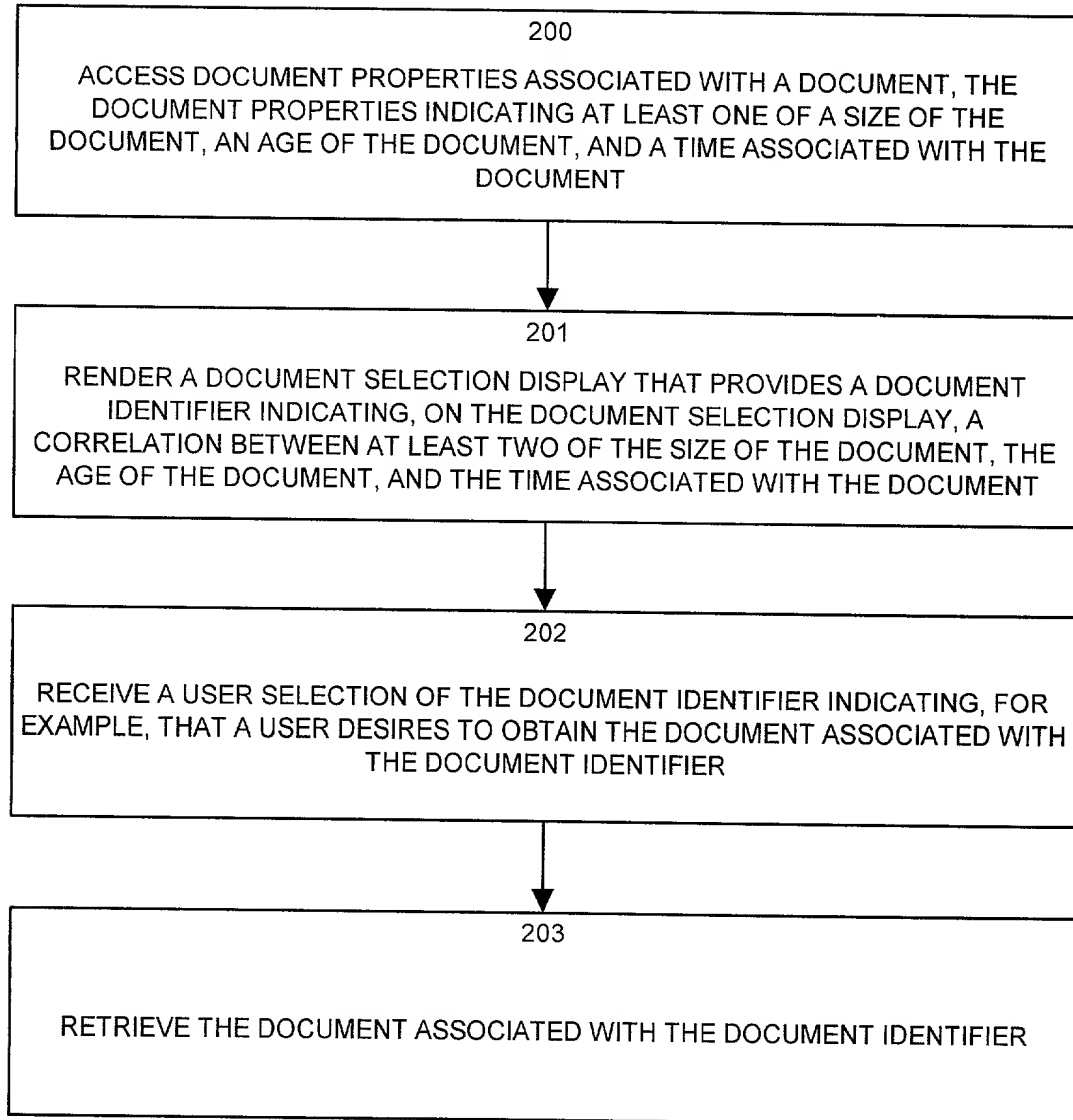 200
ACCESS DOCUMENT PROPERTIES ASSOCIATED WITH A DOCUMENT, THE
DOCUMENT PROPERTIES INDICATING AT LEAST ONE OF A SIZE OF THE
DOCUMENT, AN AGE OF THE DOCUMENT, AND A TIME ASSOCIATED WITH THE
DOCUMENT
201
RENDER A DOCUMENT SELECTION DISPLAY THAT PROVIDES A DOCUMENT
IDENTIFIER INDICATING, ON THE DOCUMENT SELECTION DISPLAY, A
CORRELATION BETWEEN AT LEAST TWO OF THE SIZE OF THE DOCUMENT, THE
AGE OF THE DOCUMENT, AND THE TIME ASSOCIATED WITH THE DOCUMENT
202
RECEIVE A USER SELECTION OF THE DOCUMENT IDENTIFIER INDICATING, FOR
EXAMPLE, THAT A USER DESIRES TO OBTAIN THE DOCUMENT ASSOCIATED WITH
THE DOCUMENT IDENTIFIER
203
RETRIEVE THE DOCUMENT ASSOCIATED WITH THE DOCUMENT IDENTIFIER